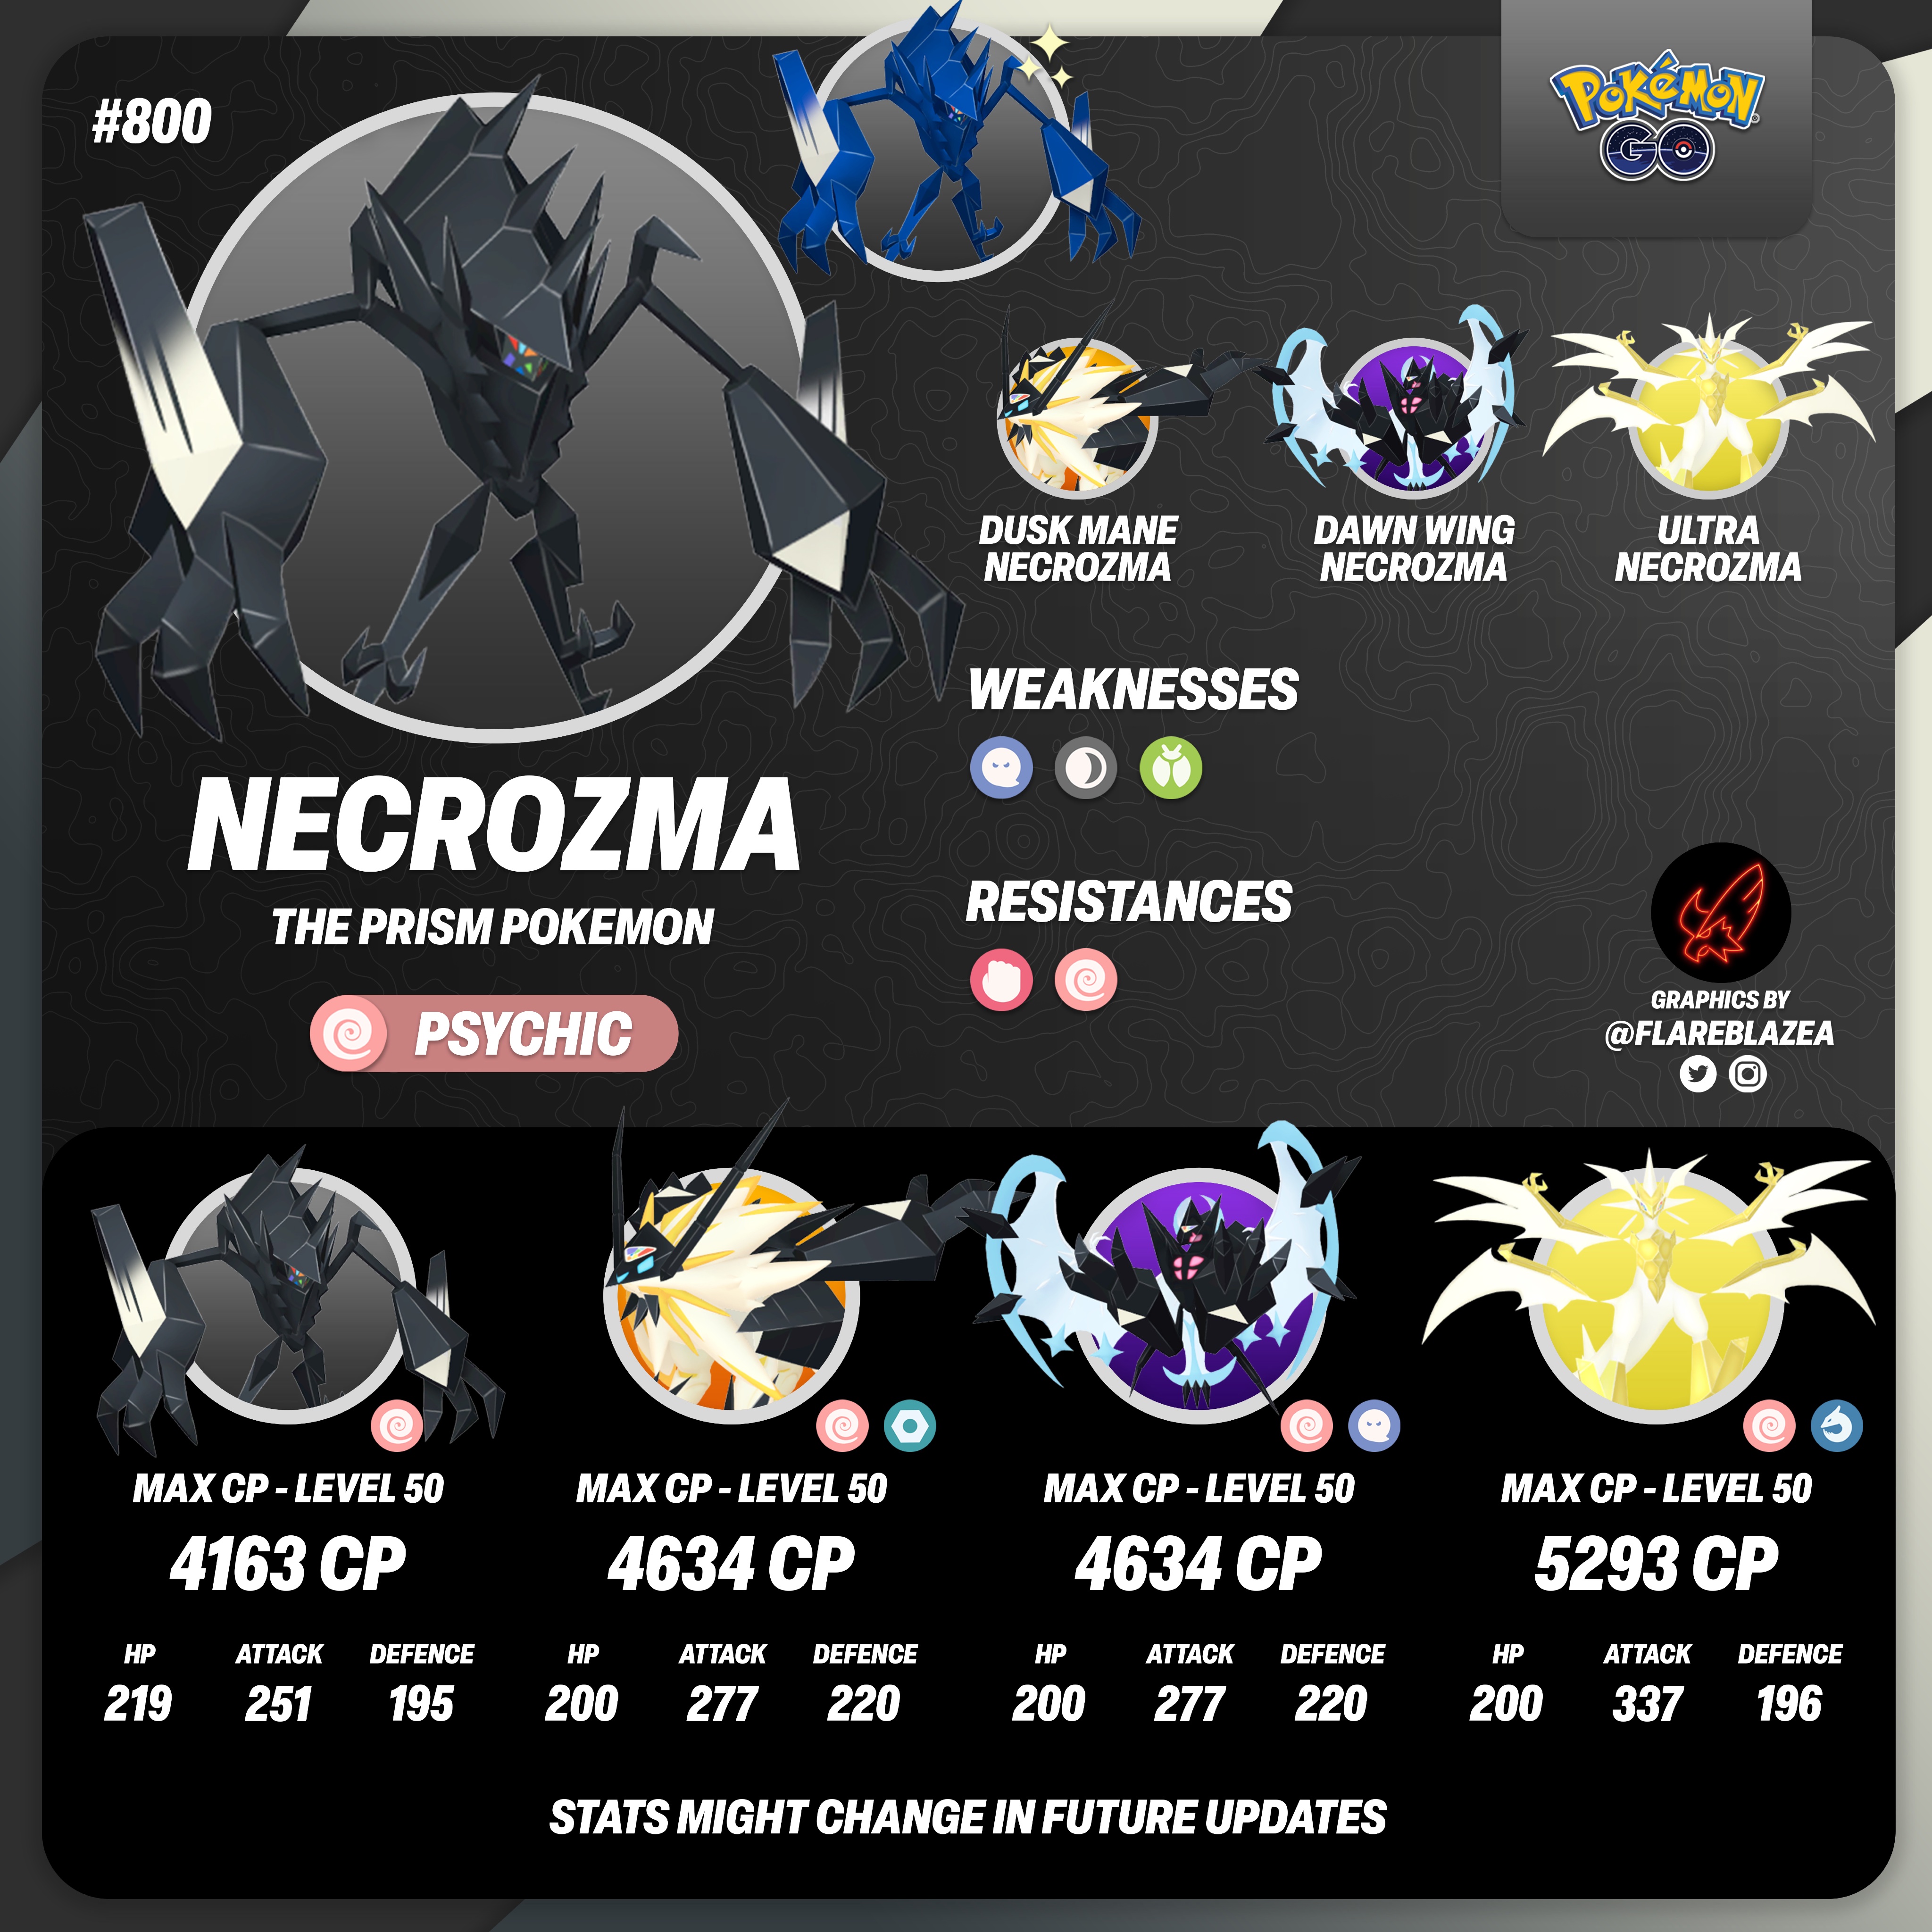 #800
POKÉMON
GO
DUSK MANE
NECROZMA
DAWN WING
NECROZMA
ULTRA
NECROZMA
WEAKNESSES
RESISTANCES
NECROZMA
THE PRISM POKEMON
PSYCHIC
GRAPHICS BY
@FLAREBLAZEA
MAX CP - LEVEL 50
4163 CP
HP ATTACK DEFENCE
219 251 195
MAX CP - LEVEL 50
4634 CP
HP ATTACK DEFENCE
200 277 220
MAX CP - LEVEL 50
4634 CP
HP ATTACK DEFENCE
200 277 220
MAX CP - LEVEL 50
5293 CP
HP ATTACK DEFENCE
200 337 196
STATS MIGHT CHANGE IN FUTURE UPDATES